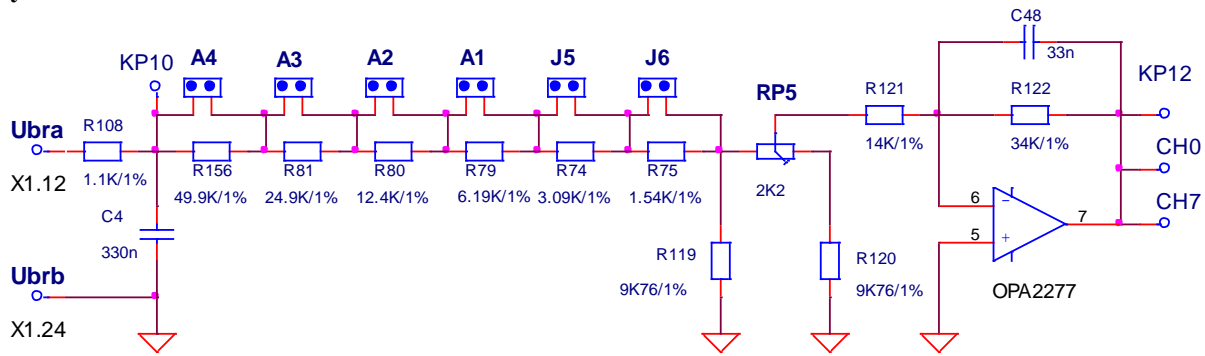 C48
33n
KP10
A4
A3
A2
A1
J5
J6
RP5
R121
R122
KP12
Ubra
R108
14K/1%
34K/1%
CH0
X1.12
1.1K/1%
R156
R81
R80
R79
R74
R75
2K2
49.9K/1%
24.9K/1%
12.4K/1%
6.19K/1%
3.09K/1%
1.54K/1%
6
7
CH7
C4
330n
5
R119
R120
Ubrb
9K76/1%
9K76/1%
OPA2277
X1.24